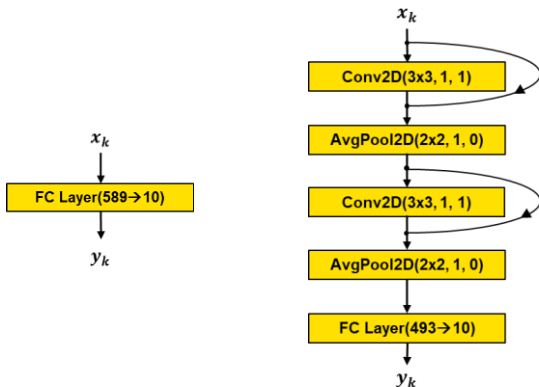 x_k
FC Layer(589→10)
y_k
x_k
Conv2D(3x3, 1, 1)
AvgPool2D(2x2, 1, 0)
Conv2D(3x3, 1, 1)
AvgPool2D(2x2, 1, 0)
FC Layer(493→10)
y_k